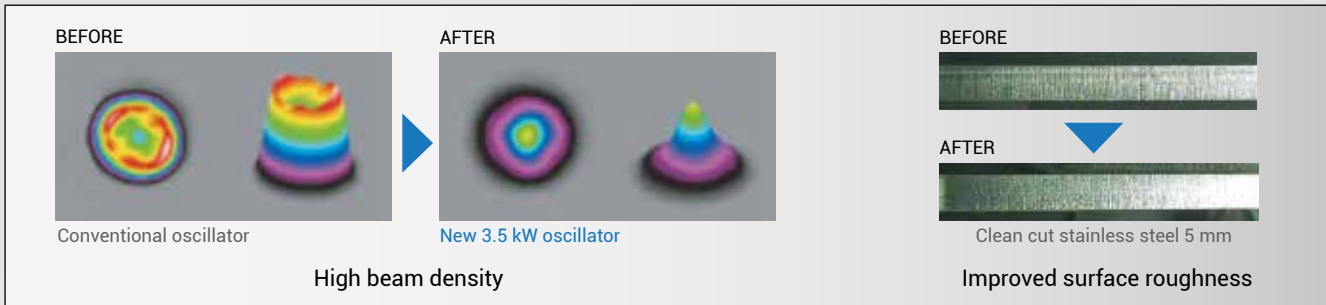 BEFORE
AFTER
Conventional oscillator
New 3.5 kW oscillator
High beam density
BEFORE
AFTER
Clean cut stainless steel 5 mm
Improved surface roughness